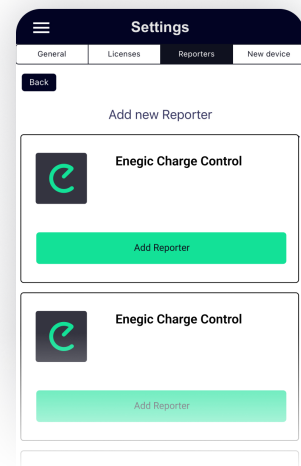 Settings
General Licenses Reporters New device
Back
Add new Reporter
Enegic Charge Control
Add Reporter
Enegic Charge Control
Add Reporter